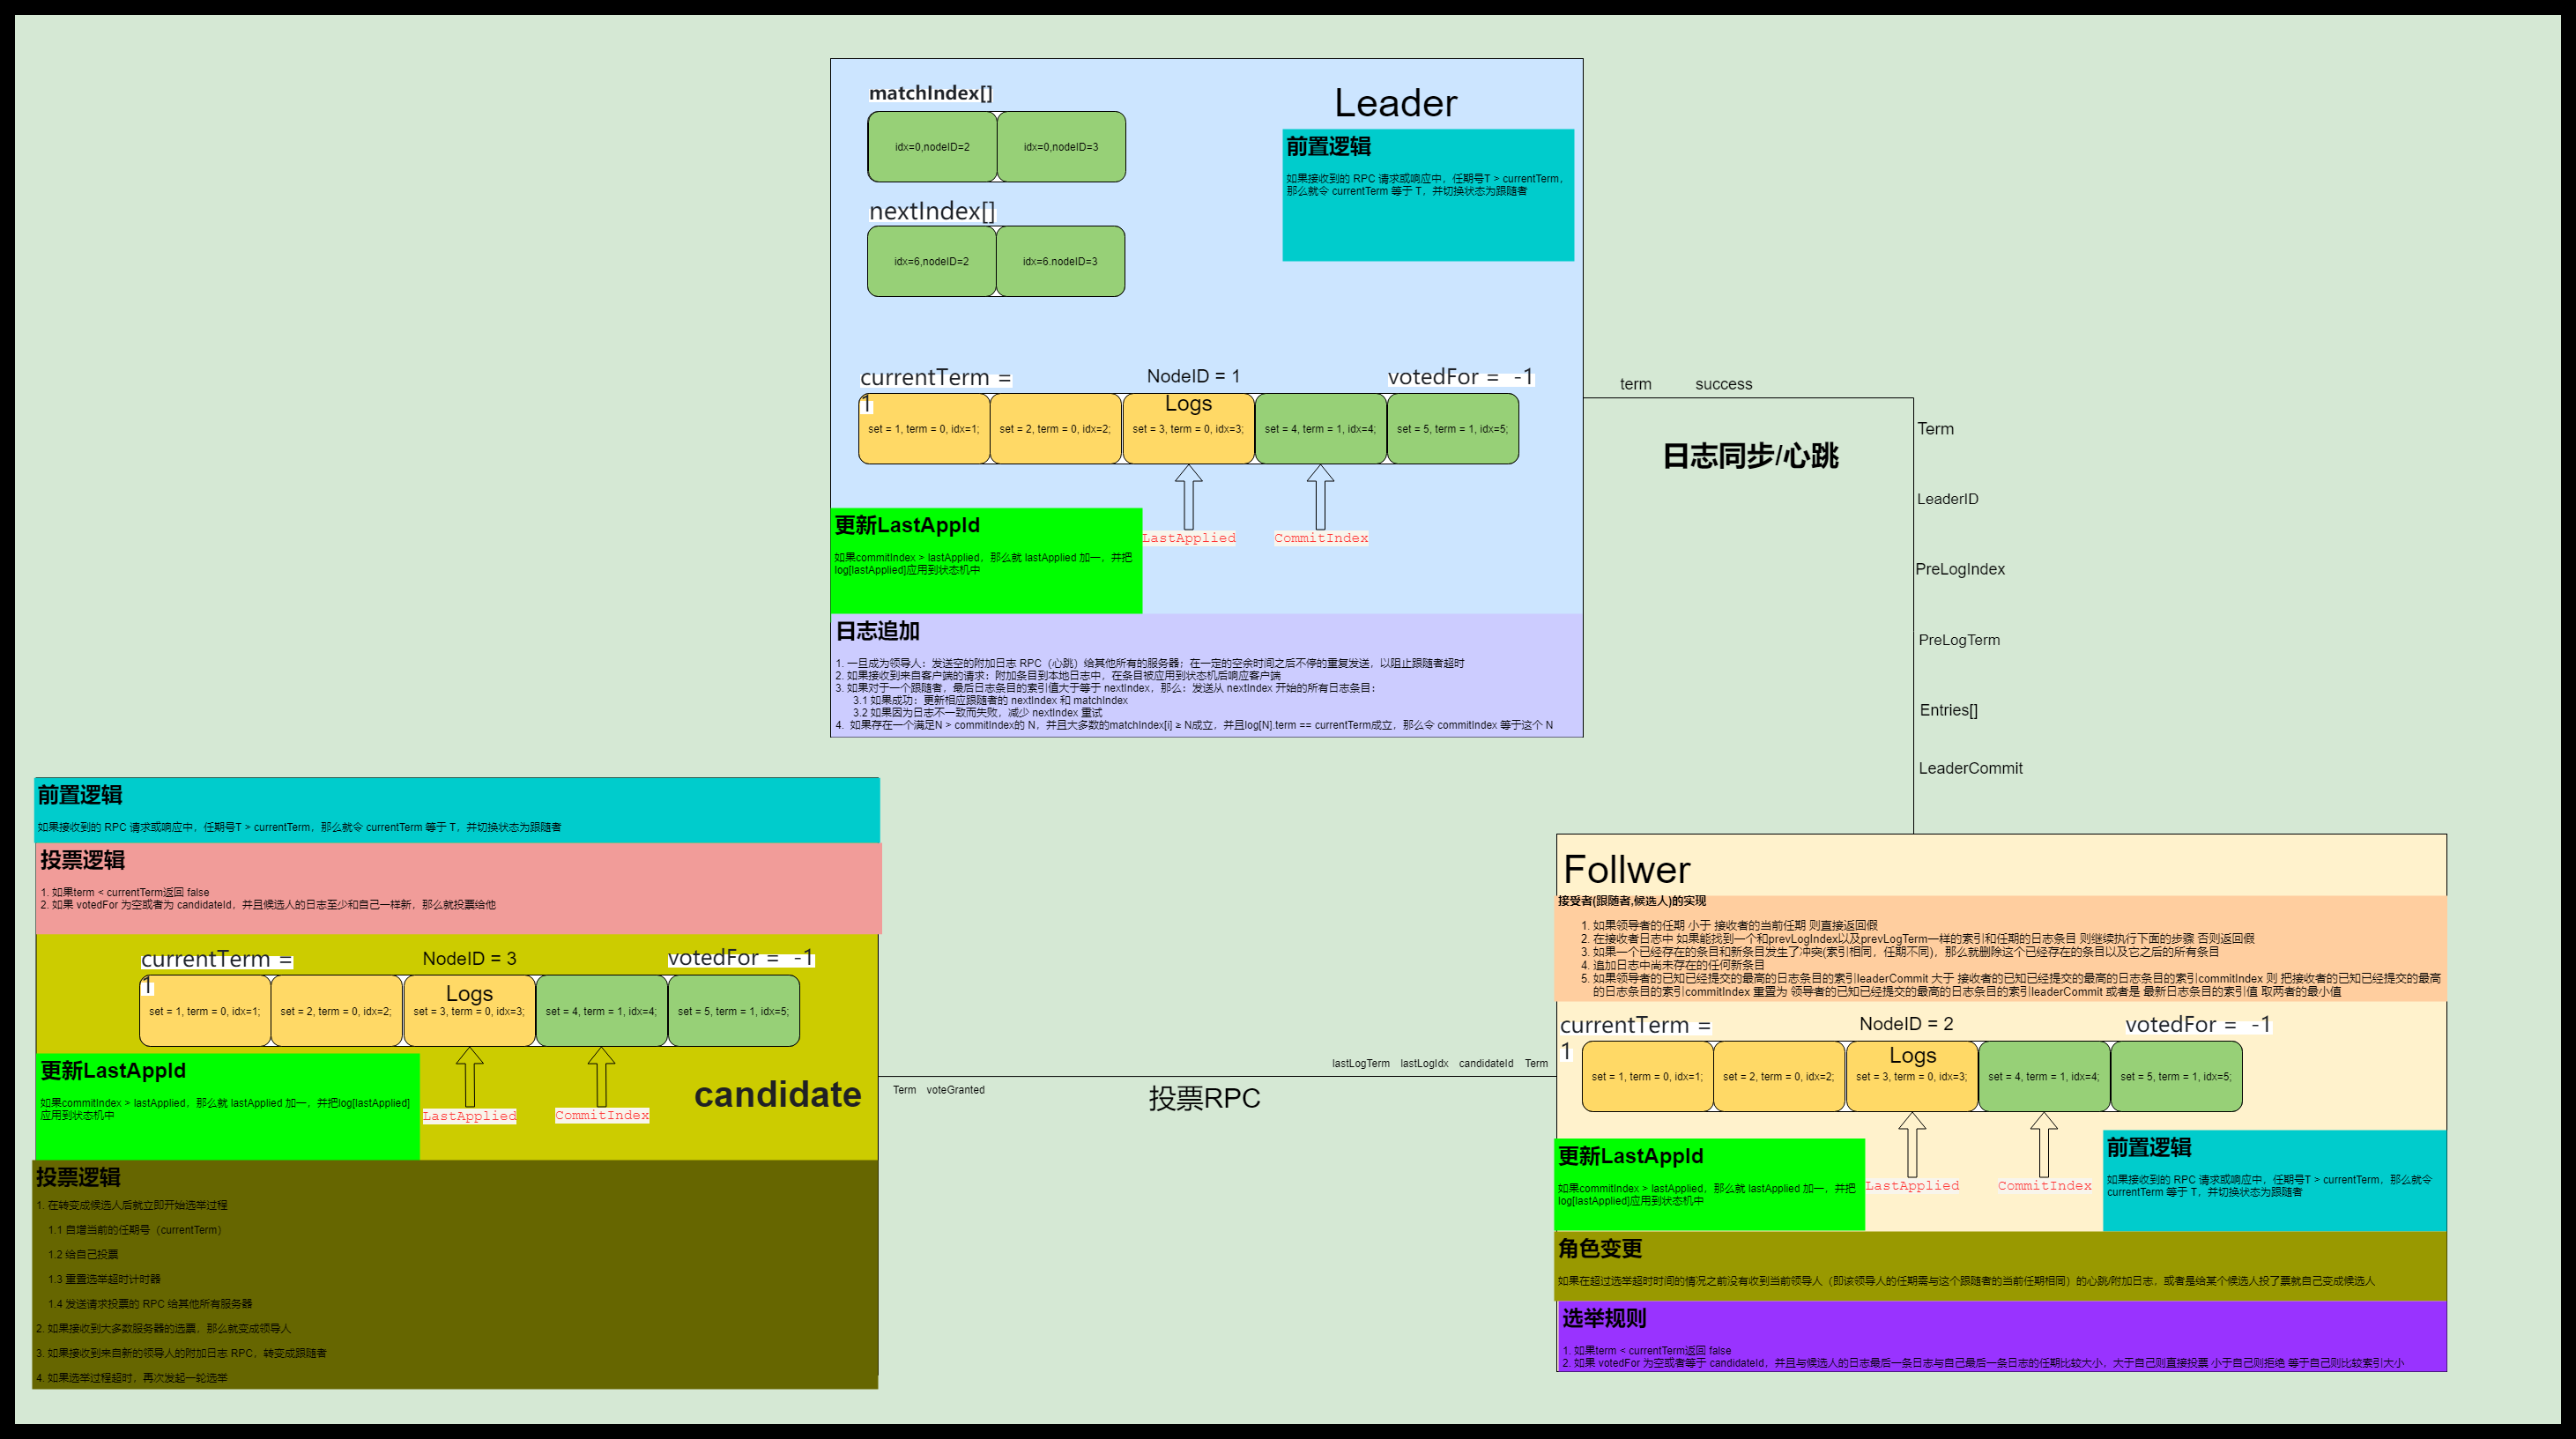 matchIndex[]
idx=0,nodeID=2
idx=0,nodeID=3
nextIndex[]
idx=6,nodeID=2
idx=6.nodeID=3
Leader
前置逻辑
如果接收到的 RPC 请求或响应中，任期号T > currentTerm，
那么就令 currentTerm 等于 T，并切换状态为跟随者
currentTerm =
1
NodeID = 1
votedFor = -1
Logs
set = 1, term = 0, idx=1;
set = 2, term = 0, idx=2;
set = 3, term = 0, idx=3;
set = 4, term = 1, idx=4;
set = 5, term = 1, idx=5;
LastApplied
CommitIndex
更新LastAppId
如果commitIndex > lastApplied，那么就 lastApplied 加一，并把
log[lastApplied]应用到状态机中
日志追加
1. 一旦成为领导人：发送空的附加日志 RPC（心跳）给其他所有的服务器；在一定的空余时间之后不停的重复发送，以阻止跟随者超时
2. 如果接收到来自客户端的请求：附加条目到本地日志中，在条目被应用到状态机后响应客户端
3. 如果对于一个跟随者，最后日志条目的索引值大于等于 nextIndex，那么：发送从 nextIndex 开始的所有日志条目：
3.1 如果成功：更新相应跟随者的 nextIndex 和 matchIndex
3.2 如果因为日志不一致而失败，减少 nextIndex 重试
4. 如果存在一个满足N > commitIndex的 N，并且大多数的matchIndex[i] ≥ N成立，并且log[N].term == currentTerm成立，那么令 commitIndex 等于这个 N
term
success
日志同步/心跳
Term
LeaderID
PreLogIndex
PreLogTerm
Entries[]
LeaderCommit
前置逻辑
如果接收到的 RPC 请求或响应中，任期号T > currentTerm，那么就令 currentTerm 等于 T，并切换状态为跟随者
投票逻辑
1. 如果term < currentTerm返回 false
2. 如果 votedFor 为空或者为 candidateId，并且候选人的日志至少和自己一样新，那么就投票给他
currentTerm =
1
NodeID = 3
votedFor = -1
Logs
set = 1, term = 0, idx=1;
set = 2, term = 0, idx=2;
set = 3, term = 0, idx=3;
set = 4, term = 1, idx=4;
set = 5, term = 1, idx=5;
LastApplied
CommitIndex
candidate
更新LastAppId
如果commitIndex > lastApplied，那么就 lastApplied 加一，并把log[lastApplied]
应用到状态机中
投票逻辑
1. 在转变成候选人后就立即开始选举过程
1.1 自增当前的任期号（currentTerm）
1.2 给自己投票
1.3 重置选举超时计时器
1.4 发送请求投票的 RPC 给其他所有服务器
2. 如果接收到大多数服务器的选票，那么就变成领导人
3. 如果接收到来自新的领导人的附加日志 RPC，转变成跟随者
4. 如果选举过程超时，再次发起一轮选举
lastLogTerm
lastLogIdx
candidateId
Term
Term
voteGranted
投票RPC
Follwer
接受者(跟随者,候选人)的实现
1. 如果领导者的任期 小于 接收者的当前任期 则直接返回假
2. 在接收者日志中 如果能找到一个和prevLogIndex以及prevLogTerm一样的索引和任期的日志条目 则继续执行下面的步骤 否则返回假
3. 如果一个已经存在的条目和新条目发生了冲突(索引相同，任期不同)，那么就删除这个已经存在的条目以及它之后的所有条目
4. 追加日志中尚未存在的任何新条目
5. 如果领导者的已知已经提交的最高的日志条目的索引leaderCommit 大于 接收者的已知已经提交的最高的日志条目的索引commitIndex 则 把接收者的已知已经提交的最高
的日志条目的索引commitIndex 重置为 领导者的已知已经提交的最高的日志条目的索引leaderCommit 或者是 最新日志条目的索引值 取两者的最小值
currentTerm =
1
NodeID = 2
votedFor = -1
Logs
set = 1, term = 0, idx=1;
set = 2, term = 0, idx=2;
set = 3, term = 0, idx=3;
set = 4, term = 1, idx=4;
set = 5, term = 1, idx=5;
LastApplied
CommitIndex
更新LastAppId
如果commitIndex > lastApplied，那么就 lastApplied 加一，并把
log[lastApplied]应用到状态机中
前置逻辑
如果接收到的 RPC 请求或响应中，任期号T > currentTerm，那么就令
currentTerm 等于 T，并切换状态为跟随者
角色变更
如果在超过选举超时时间的情况之前没有收到当前领导人（即该领导人的任期需与这个跟随者的当前任期相同）的心跳/附加日志，或者是给某个候选人投了票就自己变成候选人
选举规则
1. 如果term < currentTerm返回 false
2. 如果 votedFor 为空或者等于 candidateId，并且与候选人的日志最后一条日志与自己最后一条日志的任期比较大小，大于自己则直接投票 小于自己则拒绝 等于自己则比较索引大小